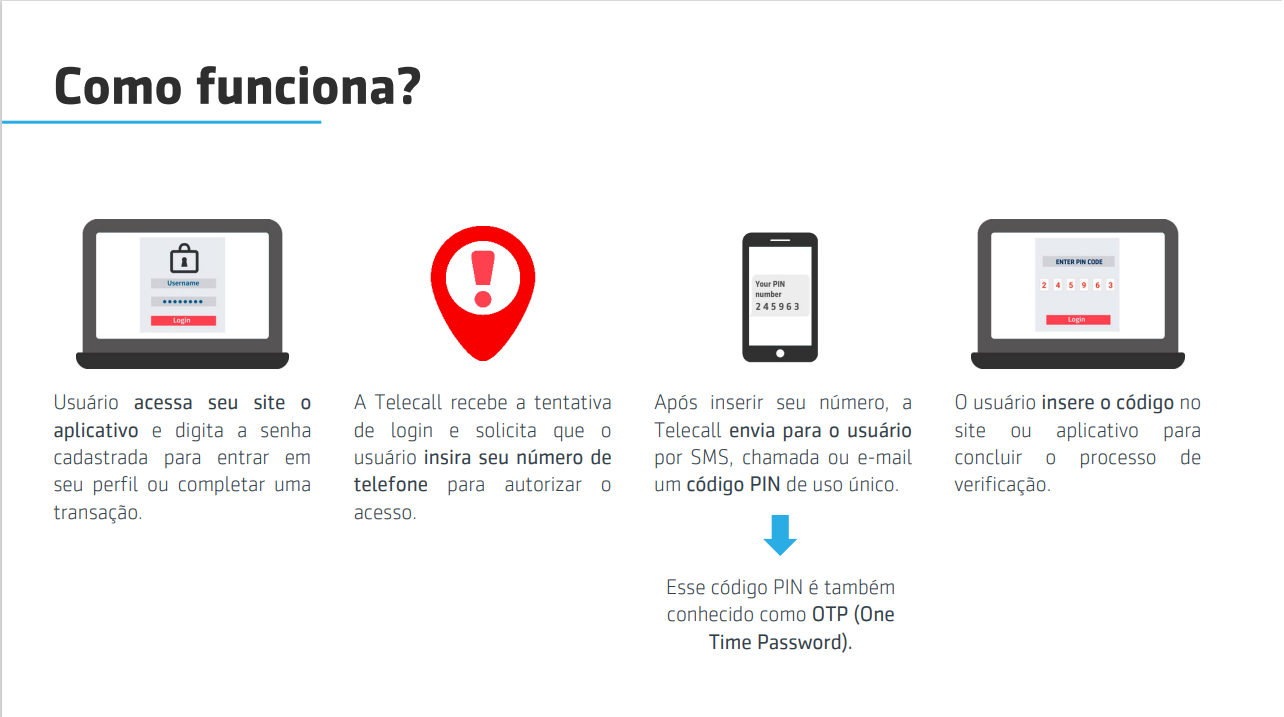 Como funciona?
Username
Login
Usuário acessa seu site o
aplicativo e digita a senha
cadastrada para entrar em
seu perfil ou completar uma
transação.
A Telecall recebe a tentativa
de login e solicita que o
usuário insira seu número de
telefone para autorizar o
acesso.
Your PIN
number
2 4 5 9 6 3
Após inserir seu número, a
Telecall envia para o usuário
por SMS, chamada ou e-mail
um código PIN de uso único.
Esse código PIN é também
conhecido como OTP (One
Time Password).
ENTER PIN CODE
2 4 5 9 6 3
Login
O usuário insere o código no
site ou aplicativo para
concluir o processo de
verificação.